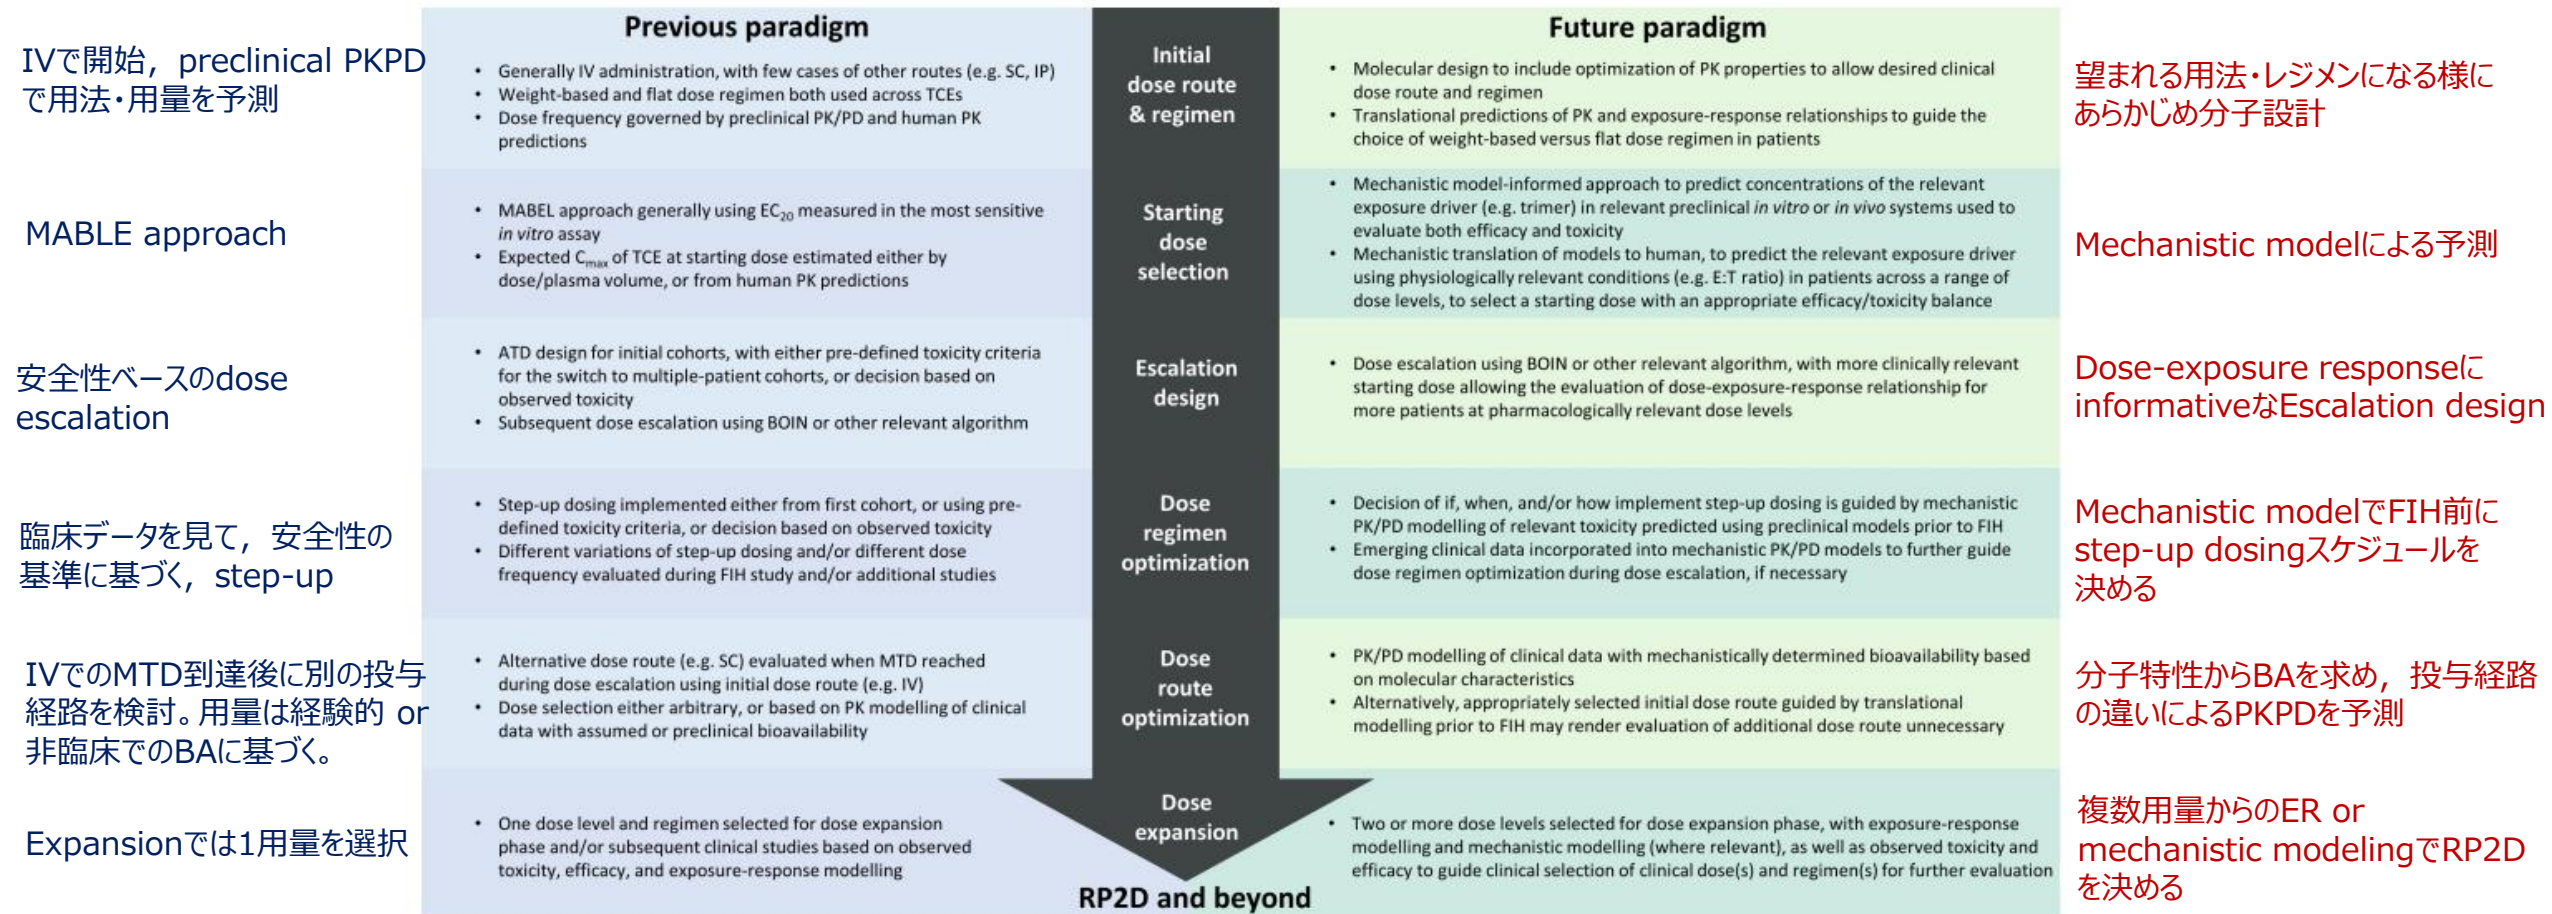 Previous paradigm
Initial
dose route
& regimen
Future paradigm
IVで開始，preclinical PKPD
で用法・用量を予測
• Generally IV administration, with few cases of other routes (e.g. SC, IP)
• Weight-based and flat dose regimen both used across TCEs
• Dose frequency governed by preclinical PK/PD and human PK
predictions
• Molecular design to include optimization of PK properties to allow desired clinical
dose route and regimen
• Translational predictions of PK and exposure-response relationships to guide the
choice of weight-based versus flat dose regimen in patients
望まれる用法・レジメンになる様に
あらかじめ分子設計
MABLE approach
• MABEL approach generally using EC20 measured in the most sensitive
in vitro assay
• Expected Cmax of TCE at starting dose estimated either by
dose/plasma volume, or from human PK predictions
Starting
dose
selection
• Mechanistic model-informed approach to predict concentrations of the relevant
exposure driver (e.g. trimer) in relevant preclinical in vitro or in vivo systems used to
evaluate both efficacy and toxicity
• Mechanistic translation of models to human, to predict the relevant exposure driver
using physiologically relevant conditions (e.g. E:T ratio) in patients across a range of
dose levels, to select a starting dose with an appropriate efficacy/toxicity balance
Mechanistic modelによる予測
安全性ベースのdose
escalation
• ATD design for initial cohorts, with either pre-defined toxicity criteria
for the switch to multiple-patient cohorts, or decision based on
observed toxicity
• Subsequent dose escalation using BOIN or other relevant algorithm
Escalation
design
• Dose escalation using BOIN or other relevant algorithm, with more clinically relevant
starting dose allowing the evaluation of dose-exposure-response relationship for
more patients at pharmacologically relevant dose levels
Dose-exposure responseに
informativeなEscalation design
臨床データを見て，安全性の
基準に基づく，step-up
• Step-up dosing implemented either from first cohort, or using pre-
defined toxicity criteria, or decision based on observed toxicity
• Different variations of step-up dosing and/or different dose
frequency evaluated during FIH study and/or additional studies
Dose
regimen
optimization
• Decision of if, when, and/or how implement step-up dosing is guided by mechanistic
PK/PD modelling of relevant toxicity predicted using preclinical models prior to FIH
• Emerging clinical data incorporated into mechanistic PK/PD models to further guide
dose regimen optimization during dose escalation, if necessary
Mechanistic modelでFIH前に
step-up dosingスケジュールを
決める
IVでのMTD到達後に別の投与
経路を検討。用量は経験的 or
非臨床でのBAに基づく。
• Alternative dose route (e.g. SC) evaluated when MTD reached
during dose escalation using initial dose route (e.g. IV)
• Dose selection either arbitrary, or based on PK modelling of clinical
data with assumed or preclinical bioavailability
Dose
route
optimization
• PK/PD modelling of clinical data with mechanistically determined bioavailability based
on molecular characteristics
• Alternatively, appropriately selected initial dose route guided by translational
modelling prior to FIH may render evaluation of additional dose route unnecessary
分子特性からBAを求め，投与経路
の違いによるPKPDを予測
Expansionでは1用量を選択
• One dose level and regimen selected for dose expansion
phase and/or subsequent clinical studies based on observed
toxicity, efficacy, and exposure-response modelling
Dose
expansion
• Two or more dose levels selected for dose expansion phase, with exposure-response
modelling and mechanistic modelling (where relevant), as well as observed toxicity and
efficacy to guide clinical selection of clinical dose(s) and regimen(s) for further evaluation
複数用量からのER or
mechanistic modelingでRP2D
を決める
RP2D and beyond